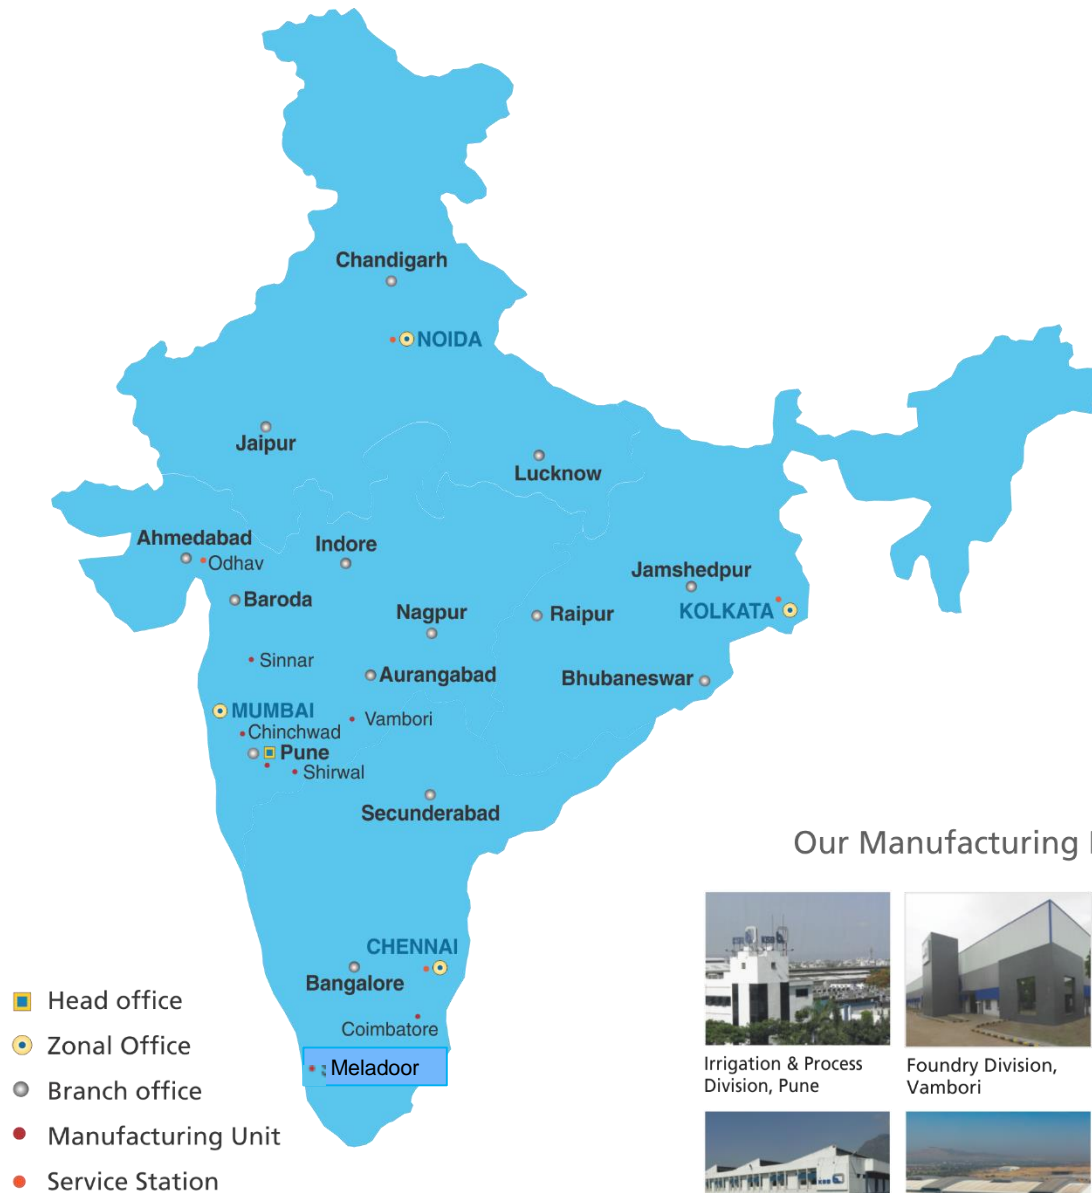 Chandigarh
NOIDA
Jaipur
Lucknow
Ahmedabad
Odhav
Indore
Jamshedpur
Baroda
KOLKATA
Nagpur
Raipur
Sinnar
Aurangabad
Bhubaneswar
MUMBAI
Vambori
Chinchwad
Pune
Shirwal
Secunderabad
Our Manufacturing
CHENNAI
Bangalore
Coimbatore
Meladoor
Head office
Zonal Office
Branch office
Manufacturing Unit
Service Station
Irrigation & Process
Division, Pune
Foundry Division,
Vambori